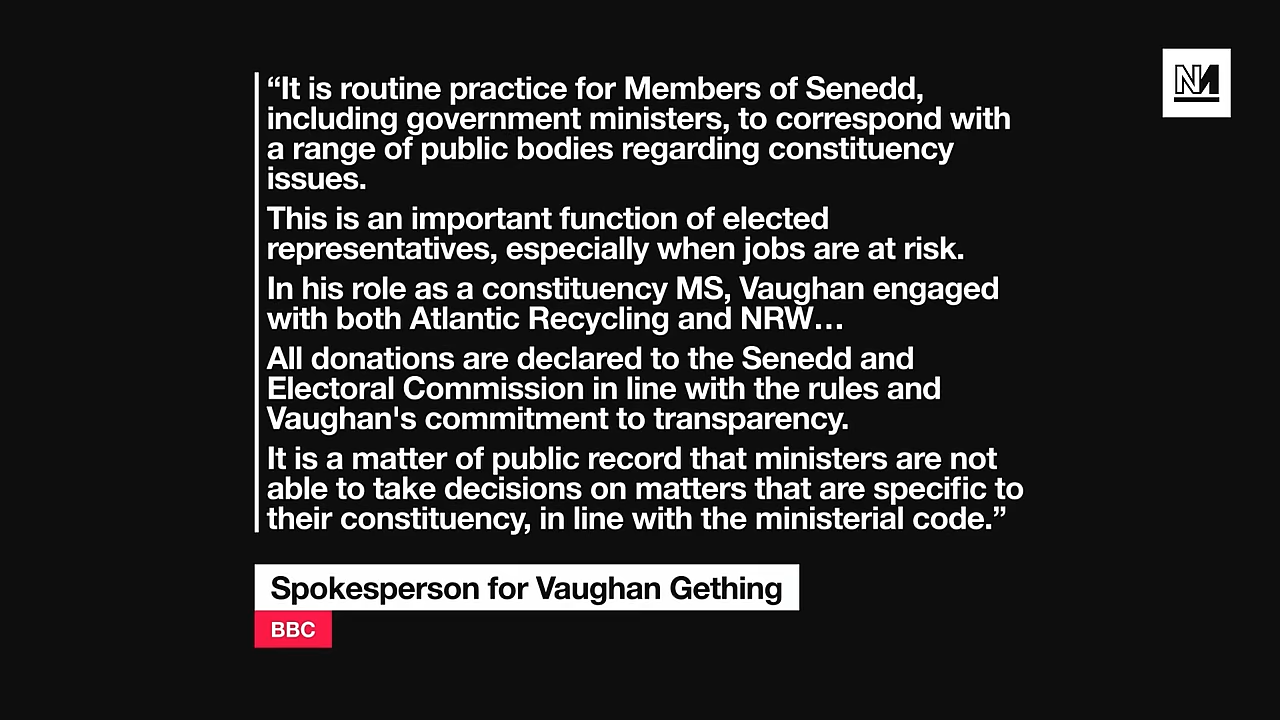 “It is routine practice for Members of Senedd,
including government ministers, to correspond with
a range of public bodies regarding constituency
issues.
This is an important function of elected
representatives, especially when jobs are at risk.
In his role as a constituency MS, Vaughan engaged
with both Atlantic Recycling and NRW…
All donations are declared to the Senedd and
Electoral Commission in line with the rules and
Vaughan's commitment to transparency.
It is a matter of public record that ministers are not
able to take decisions on matters that are specific to
their constituency, in line with the ministerial code.”
Spokesperson for Vaughan Gething
BBC
NM